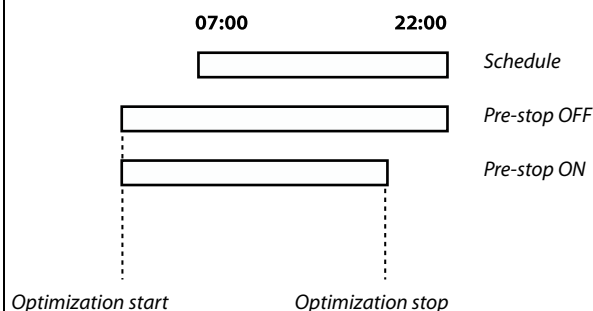 07:00 22:00
Schedule
Pre-stop OFF
Pre-stop ON
Optimization start Optimization stop